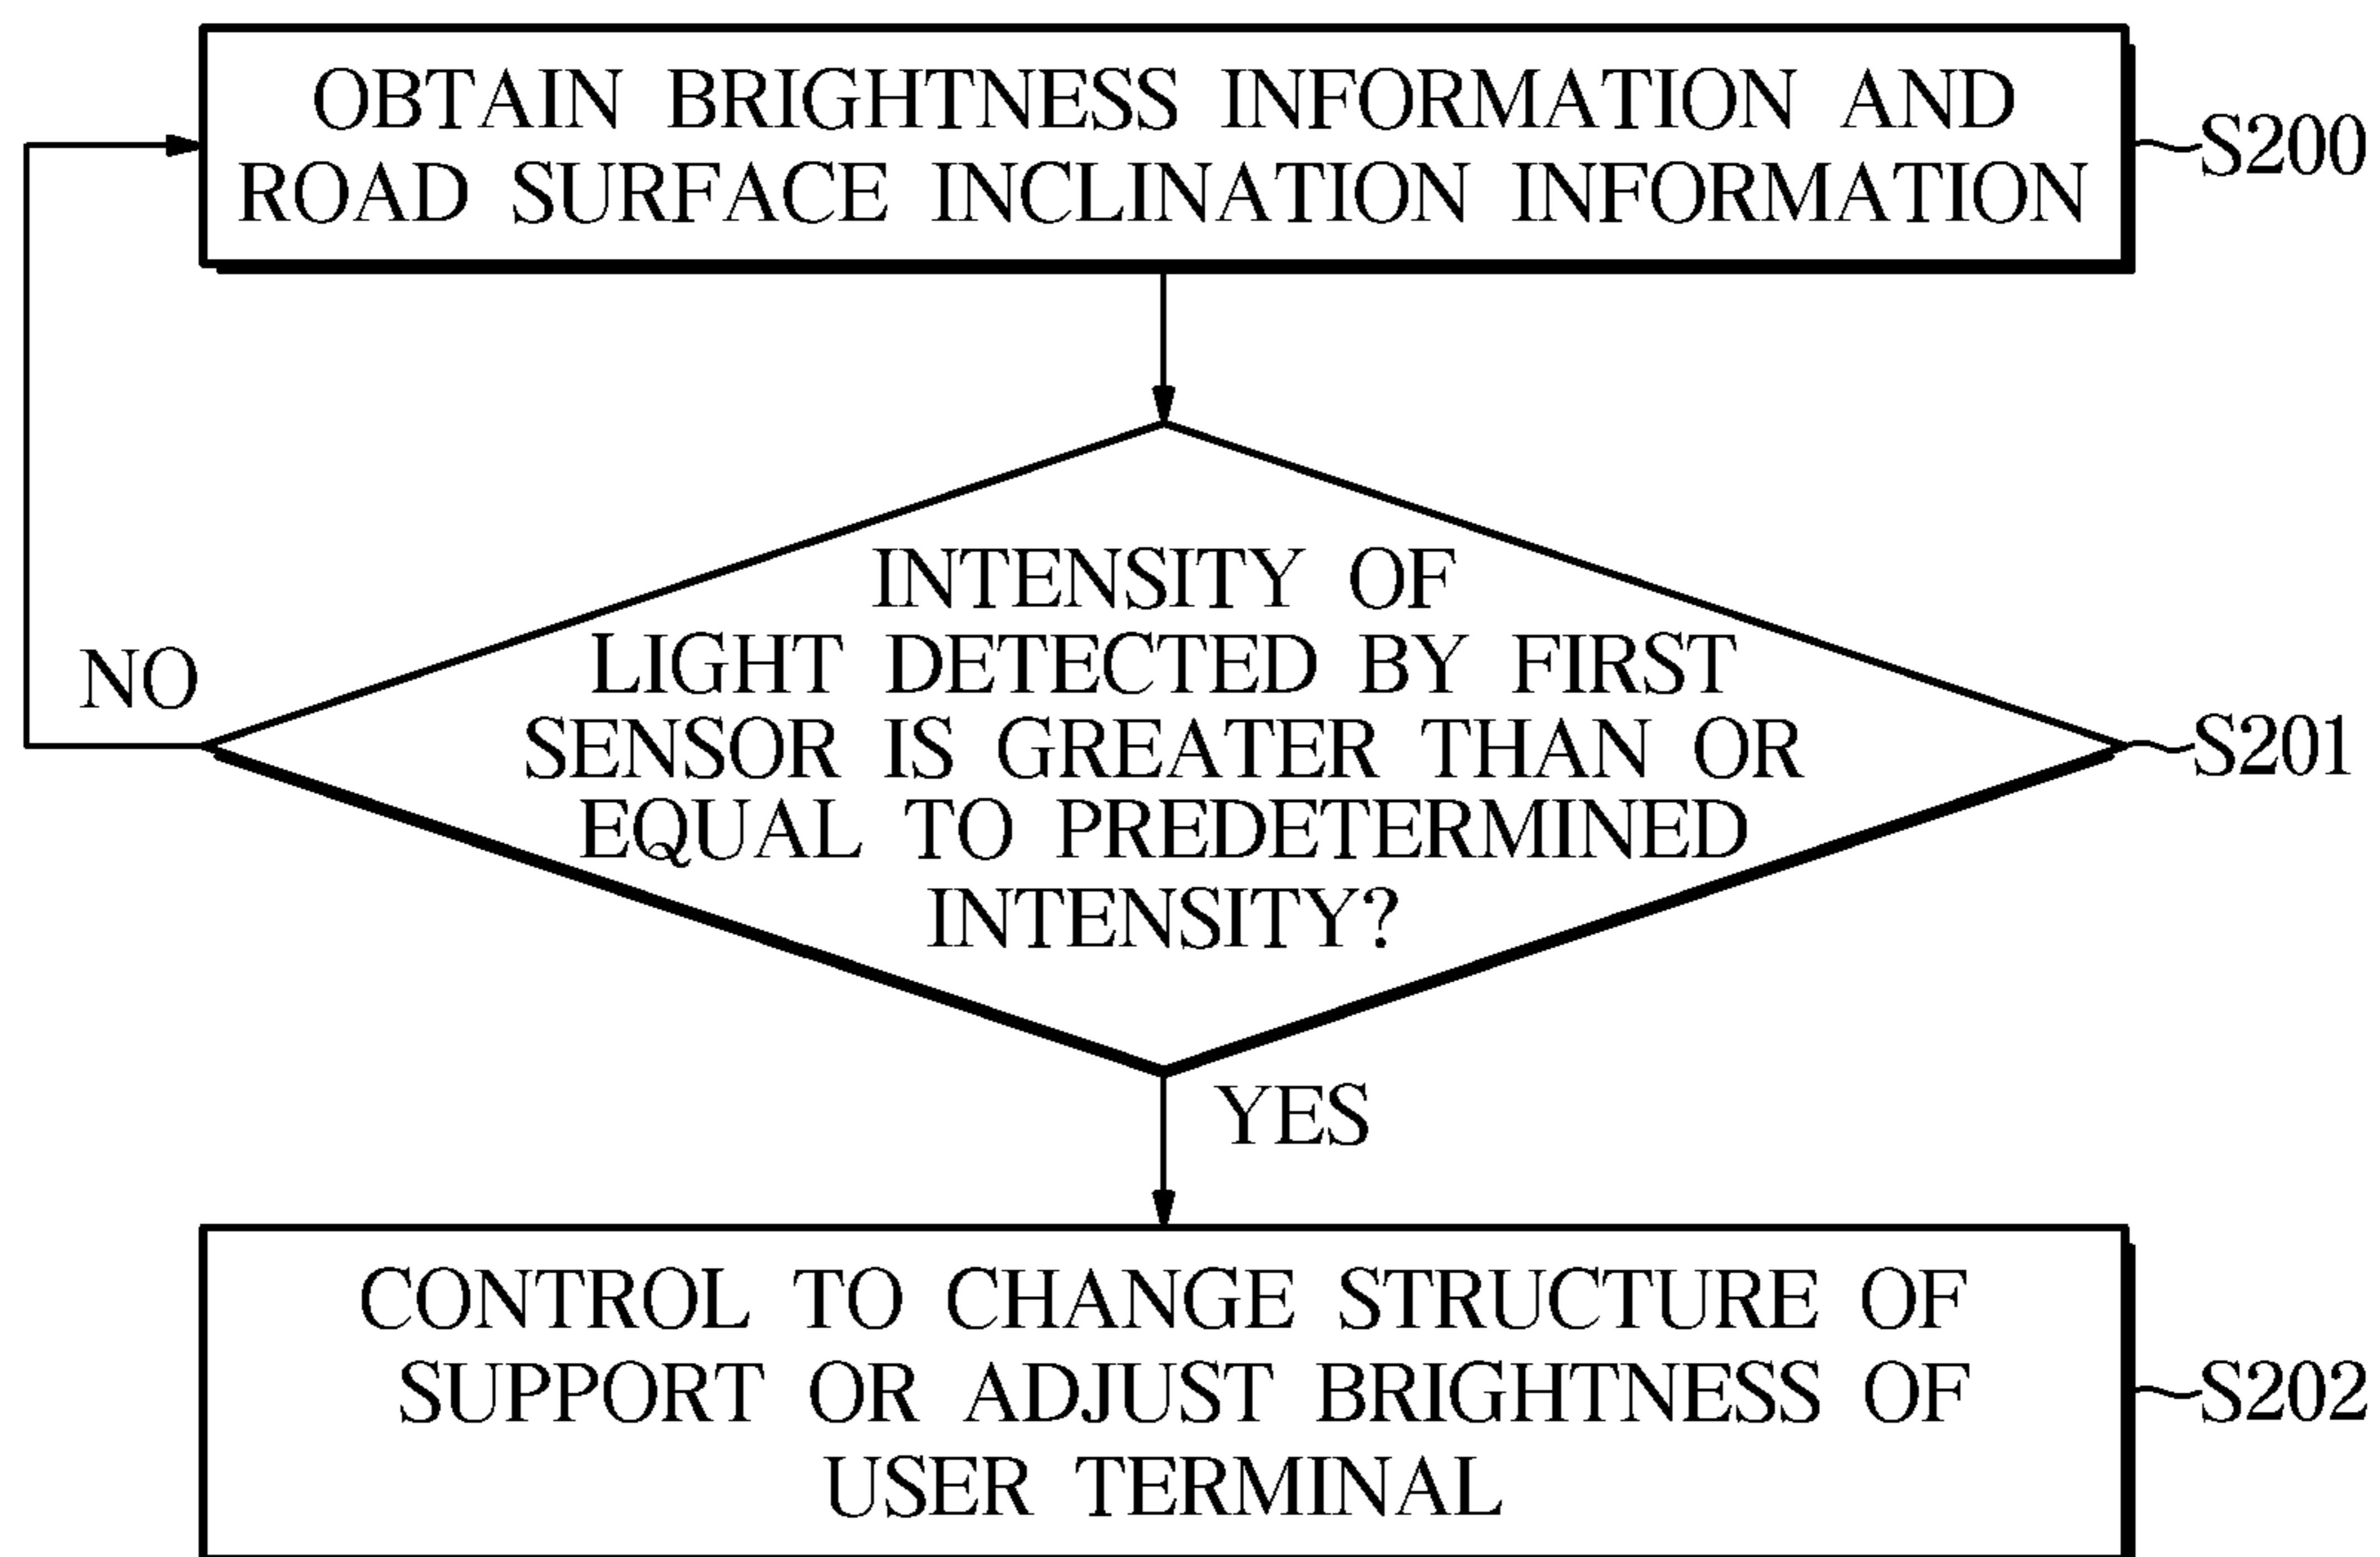 OBTAIN BRIGHTNESS INFORMATION AND
ROAD SURFACE INCLINATION INFORMATION
S200
INTENSITY OF
LIGHT DETECTED BY FIRST
SENSOR IS GREATER THAN OR
EQUAL TO PREDETERMINED
INTENSITY?
S201
NO
YES
CONTROL TO CHANGE STRUCTURE OF
SUPPORT OR ADJUST BRIGHTNESS OF
USER TERMINAL
S202